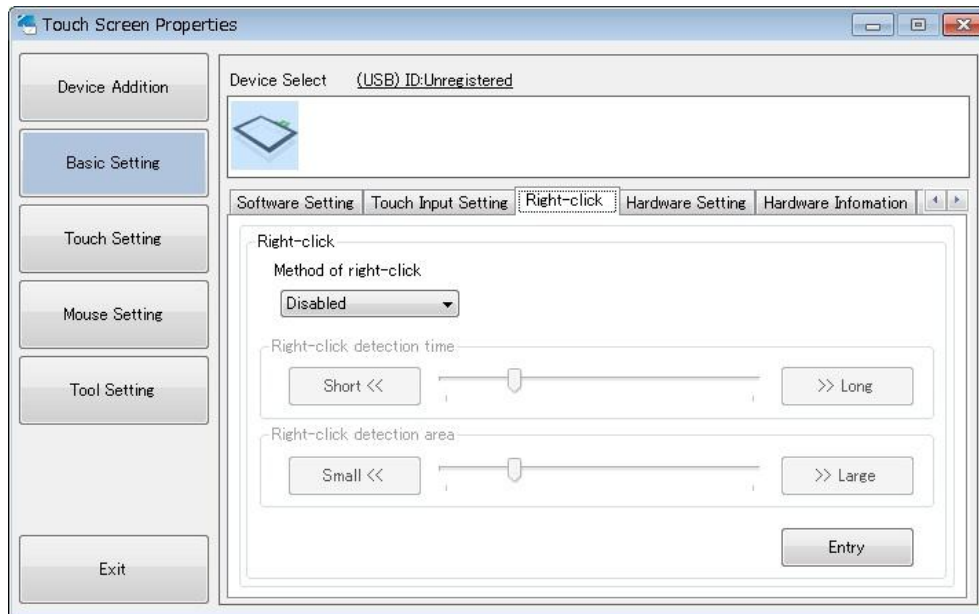 Touch Screen Properties
Device Addition
Basic Setting
Touch Setting
Mouse Setting
Tool Setting
Exit
Device Select (USB) ID:Unregistered
Software Setting Touch Input Setting Right-click Hardware Setting Hardware Infomation
Right-click
Method of right-click
Disabled
Right-click detection time
Short << >> Long
Right-click detection area
Small << >> Large
Entry